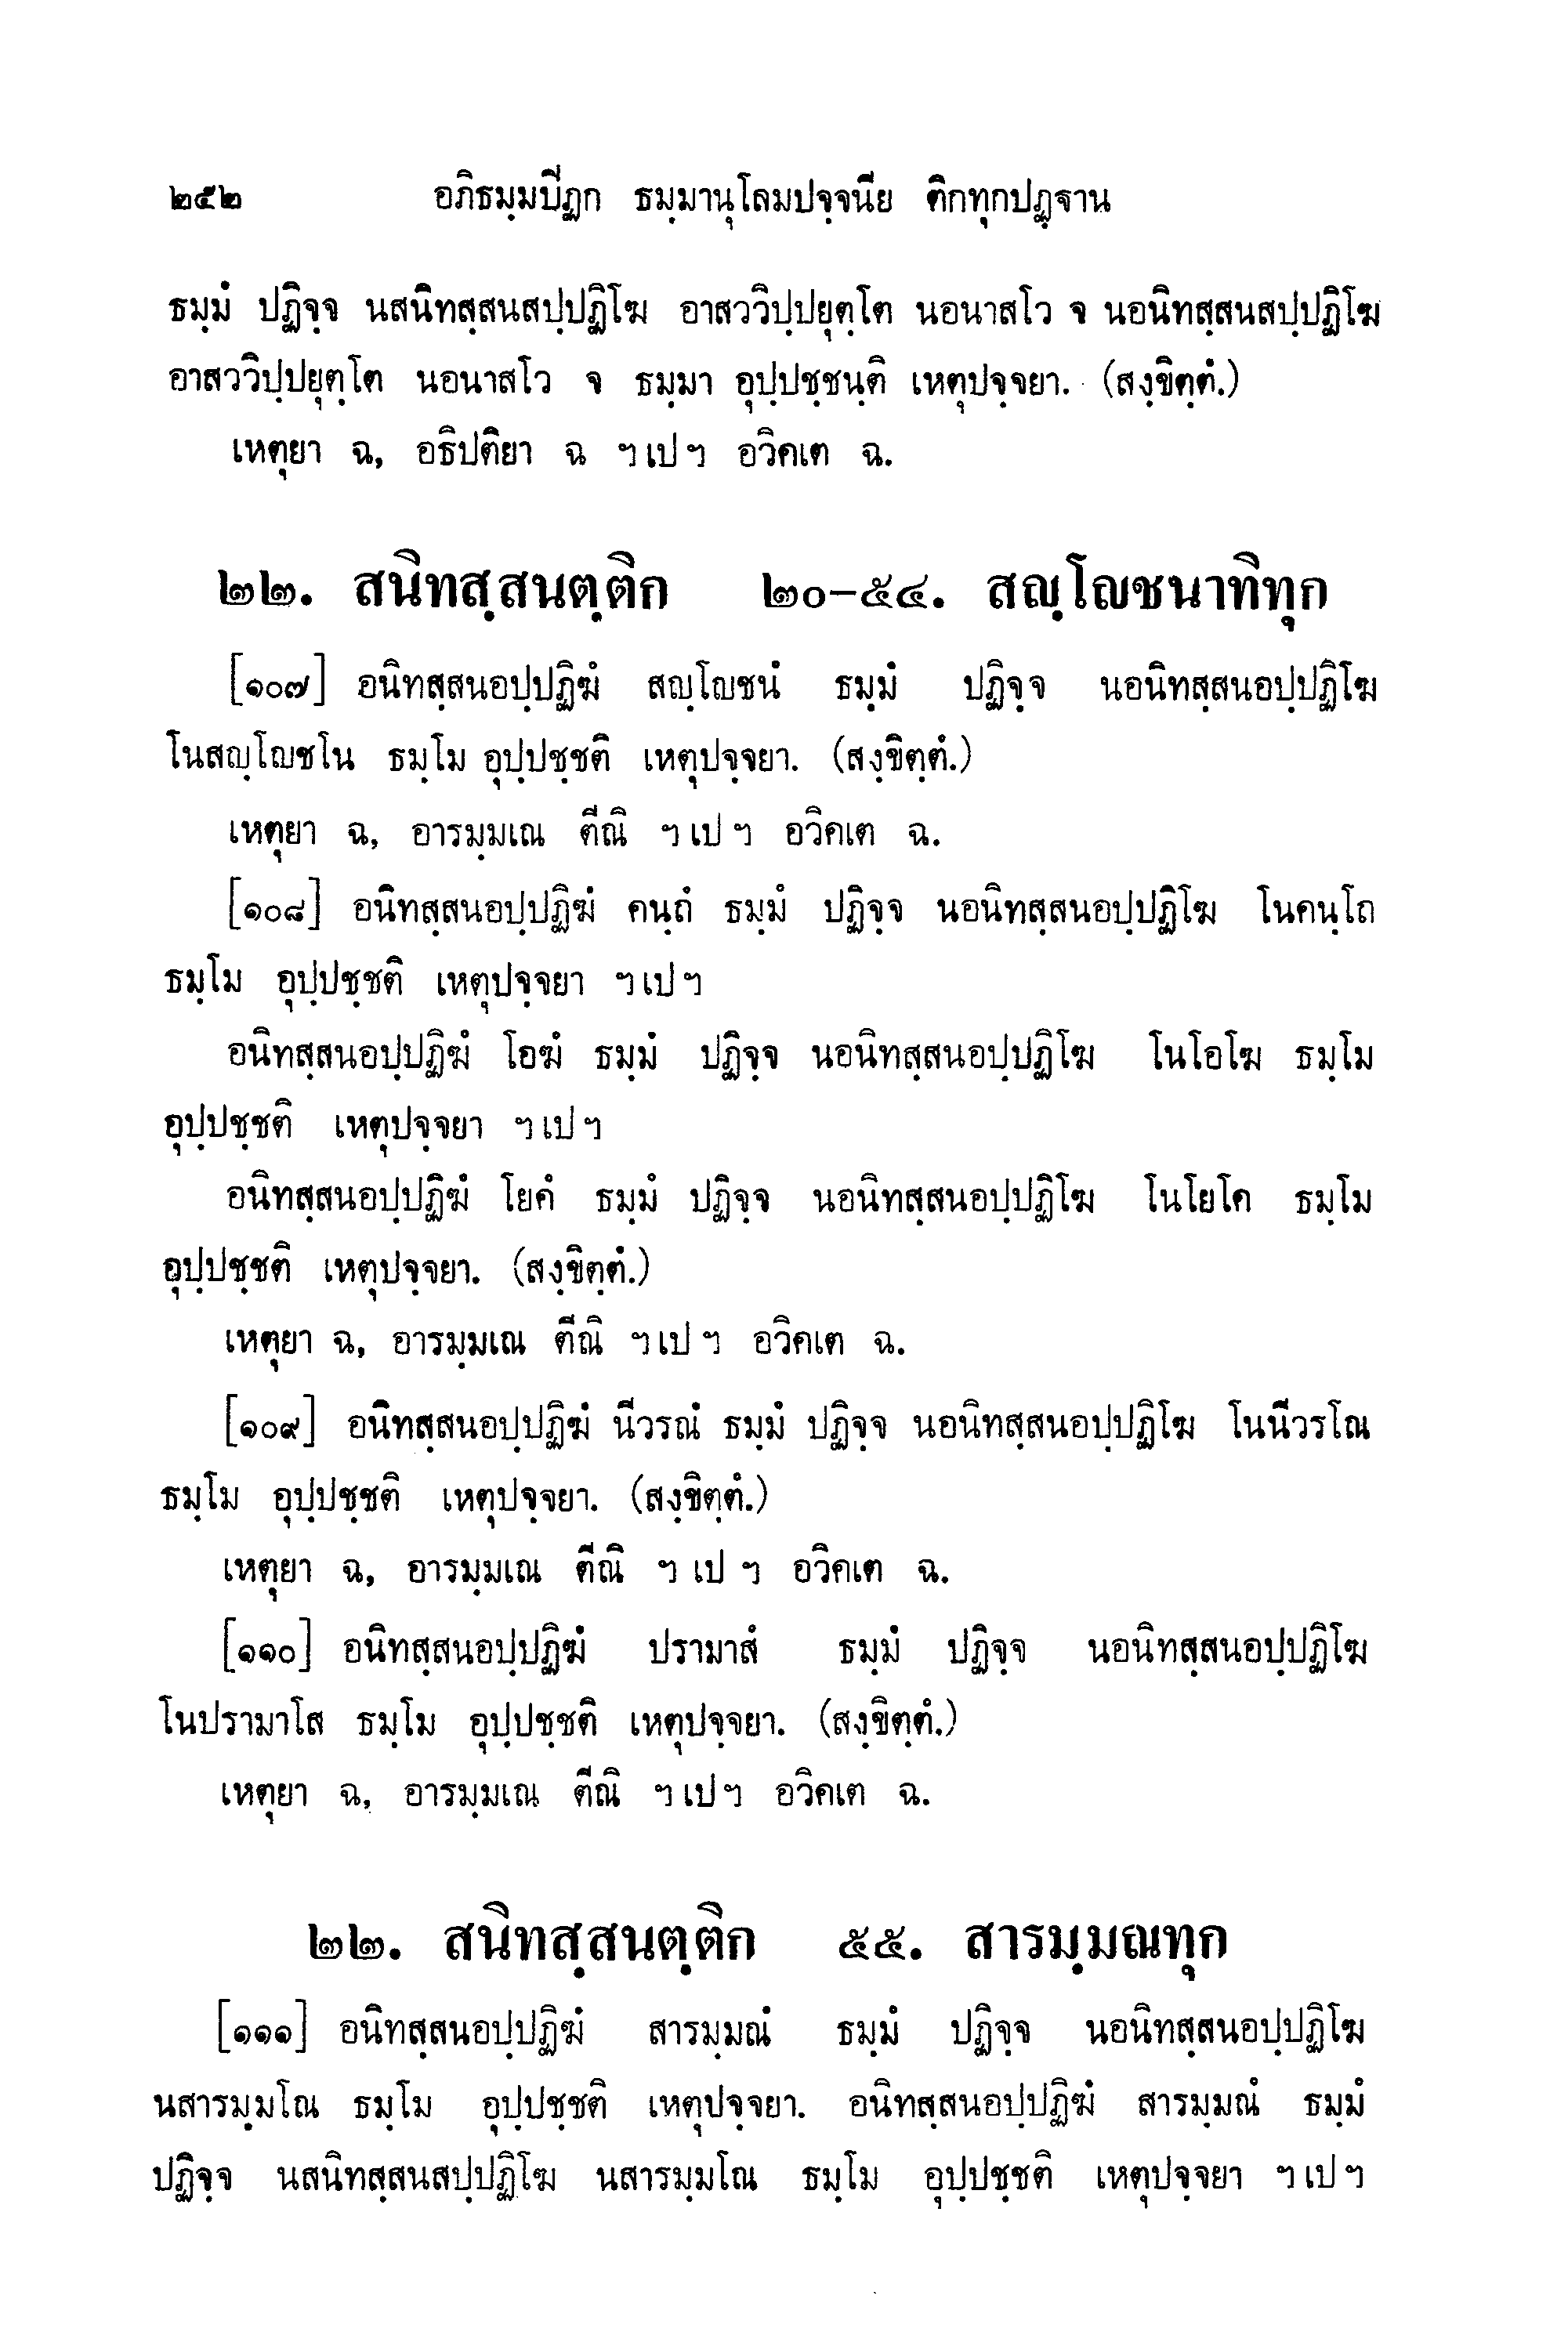 ๒๕๒ อภิธมฺมปิฏก ธมฺมานุโลมปจฺจนีย ติกทุกปฏฺฐาน
ธมฺมํ ปฏิจฺจ นสนิทสฺสนสปฺปฏิโฆ อาสววิปฺปยุตฺโต นอนาสโว จ นอนิทสฺสนสปฺปฏิโฆ
อาสววิปฺปยุตฺโต นอนาสโว จ ธมฺมา อุปฺปชฺชนฺติ เหตุปจฺจยา. (สงฺขิตฺตํ.)
เหตุยา ฉ, อธิปติยา ฉ ฯ เป ฯ อวิคเต ฉ.
๒๒. สนิทสฺสนตฺติก ๒๐-๕๔. สญฺโญชนาทิทุก
[๑๐๗] อนิทสฺสนอปฺปฏิฆํ สญฺโญชนํ ธมฺมํ ปฏิจฺจ นอนิทสฺสนอปฺปฏิโฆ
โนสญฺโญชโน ธมฺโม อุปฺปชฺชติ เหตุปจฺจยา. (สงฺขิตฺตํ.)
เหตุยา ฉ, อารมฺมเณ ตีณิ ฯ เป ฯ อวิคเต ฉ.
[๑๐๘] อนิทสฺสนอปฺปฏิฆํ คนฺถํ ธมฺมํ ปฏิจฺจ นอนิทสฺสนอปฺปฏิโฆ โนคนฺโถ
ธมฺโม อุปฺปชฺชติ เหตุปจฺจยา ฯ เป ฯ
อนิทสฺสนอปฺปฏิฆํ โอฆํ ธมฺมํ ปฏิจฺจ นอนิทสฺสนอปฺปฏิโฆ โนโอโฆ ธมฺโม
อุปฺปชฺชติ เหตุปจฺจยา ฯ เป ฯ
อนิทสฺสนอปฺปฏิฆํ โยคํ ธมฺมํ ปฏิจฺจ นอนิทสฺสนอปฺปฏิโฆ โนโยโค ธมฺโม
อุปฺปชฺชติ เหตุปจฺจยา. (สงฺขิตฺตํ.)
เหตุยา ฉ, อารมฺมเณ ตีณิ ฯ เป ฯ อวิคเต ฉ.
[๑๐๙] อนิทสฺสนอปฺปฏิฆํ นีวรณํ ธมฺมํ ปฏิจฺจ นอนิทสฺสนอปฺปฏิโฆ โนนีวรโณ
ธมฺโม อุปฺปชฺชติ เหตุปจฺจยา. (สงฺขิตฺตํ.)
เหตุยา ฉ, อารมฺมเณ ตีณิ ฯ เป ฯ อวิคเต ฉ.
[๑๑๐] อนิทสฺสนอปฺปฏิฆํ ปรามาสํ ธมฺมํ ปฏิจฺจ นอนิทสฺสนอปฺปฏิโฆ
โนปรามาโส ธมฺโม อุปฺปชฺชติ เหตุปจฺจยา. (สงฺขิตฺตํ.)
เหตุยา ฉ, อารมฺมเณ ตีณิ ฯ เป ฯ อวิคเต ฉ.
๒๒. สนิทสฺสนตฺติก ๕๕. สารมฺมณทุก
[๑๑๑] อนิทสฺสนอปฺปฏิฆํ สารมฺมณํ ธมฺมํ ปฏิจฺจ นอนิทสฺสนอปฺปฏิโฆ
นสารมฺมโณ ธมฺโม อุปฺปชฺชติ เหตุปจฺจยา. อนิทสฺสนอปฺปฏิฆํ สารมฺมณํ ธมฺมํ
ปฏิจฺจ นสนิทสฺสนสปฺปฏิโฆ นสารมฺมโณ ธมฺโม อุปฺปชฺชติ เหตุปจฺจยา ฯ เป ฯ